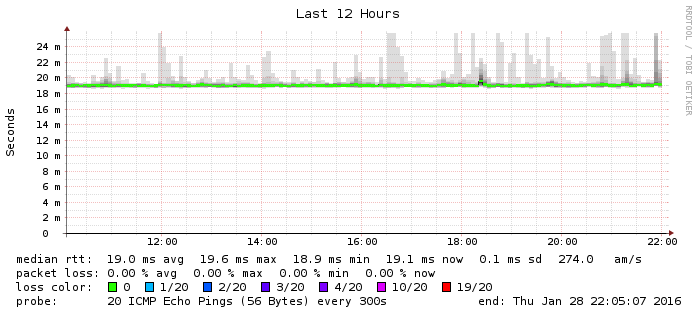 Last 12 Hours
RRDTOOL / TOBI OETIKER
Seconds
24 m
22 m
20 m
18 m
16 m
14 m
12 m
10 m
8 m
6 m
4 m
2 m
0
12:00 14:00 16:00 18:00 20:00 22:00
median rtt: 19.0 ms avg 19.6 ms max 18.9 ms min 19.1 ms now 0.1 ms sd 274.0 am/s
packet loss: 0.00 % avg 0.00 % max 0.00 % min 0.00 % now
loss color: 0 1/20 2/20 3/20 4/20 10/20 19/20
probe: 20 ICMP Echo Pings (56 Bytes) every 300s end: Thu Jan 28 22:05:07 2016